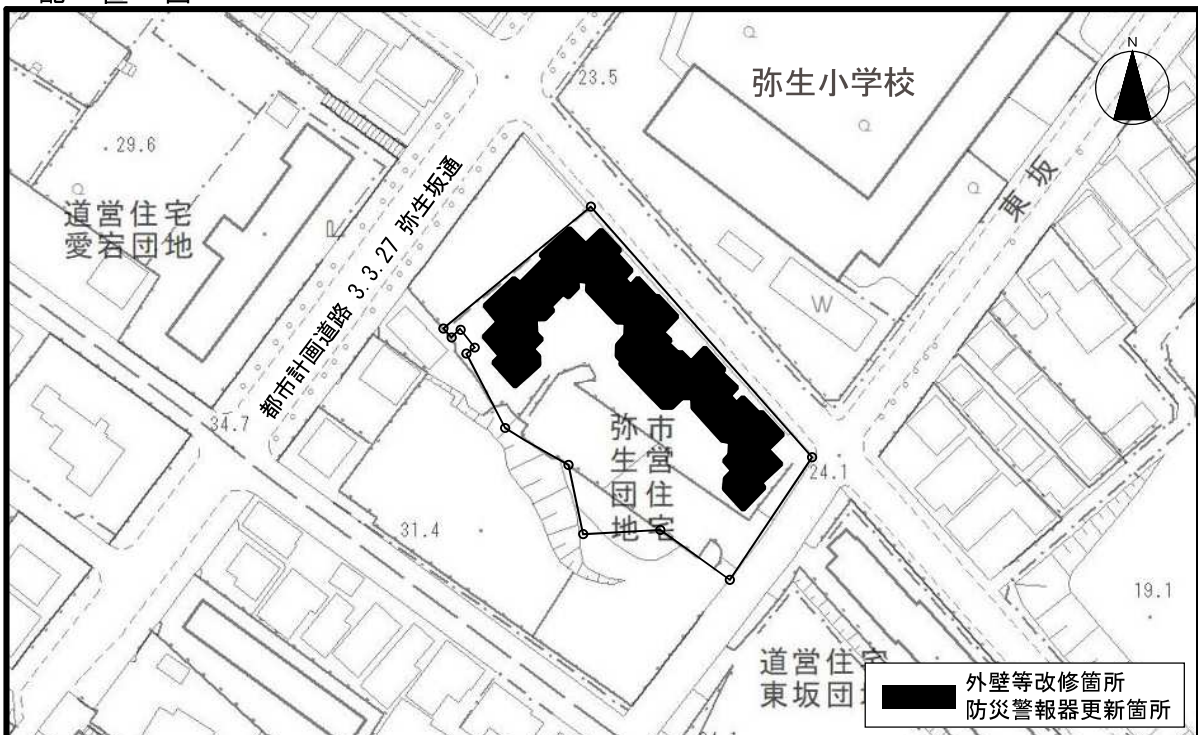 配置図
弥生小学校
N
23.5
29.6
道営住宅
愛宕団地
都市計画道路 3.3.27 弥生坂通
東坂
W
34.7
市営住宅
弥生団地
24.1
31.4
19.1
道営住宅
東坂団地
外壁等改修箇所
防災警報器更新箇所